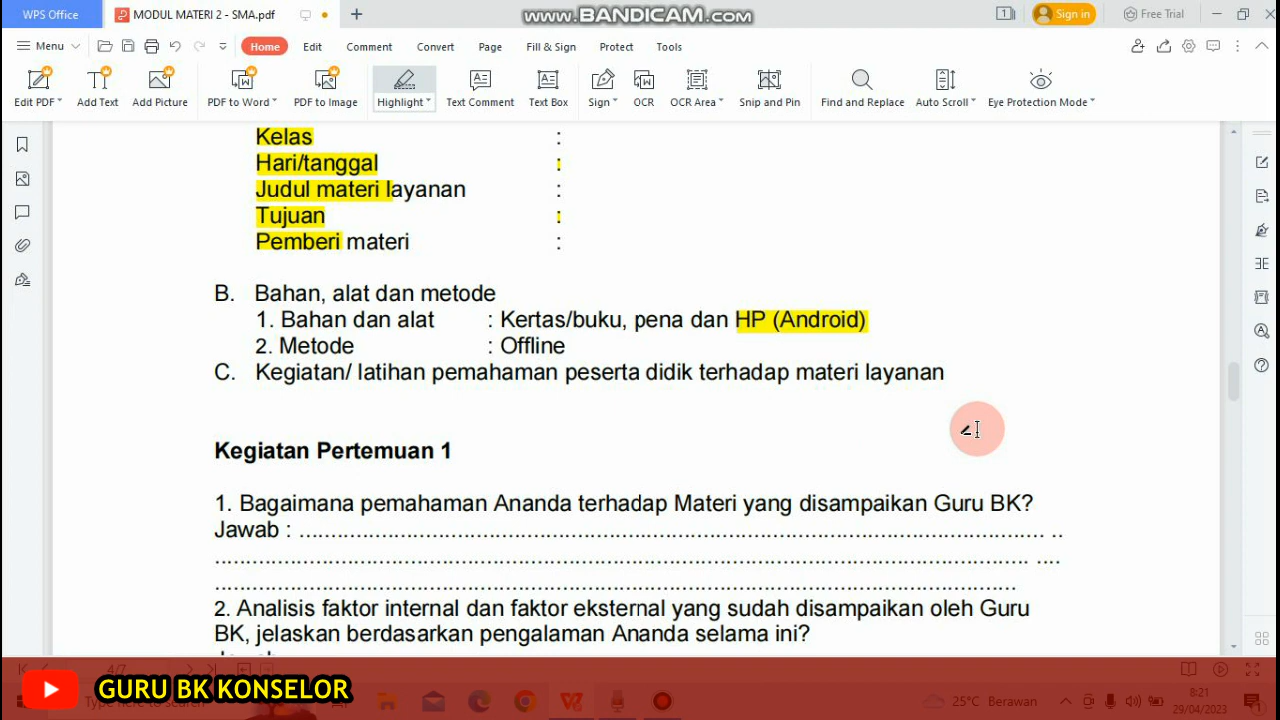 WPS Office MODUL MATERI 2 - SMA.pdf www.BANDICAM.com 1 Sign in Free Trial
Menu Home Edit Comment Convert Page Fill & Sign Protect Tools
Edit PDF Add Text Add Picture PDF to Word PDF to Image Highlight Text Comment Text Box Sign OCR OCR Area Snip and Pin Find and Replace Auto Scroll Eye Protection Mode
Kelas :
Hari/tanggal :
Judul materi layanan :
Tujuan :
Pemberi materi :
B. Bahan, alat dan metode
1. Bahan dan alat : Kertas/buku, pena dan HP (Android)
2. Metode : Offline
C. Kegiatan/ latihan pemahaman peserta didik terhadap materi layanan
Kegiatan Pertemuan 1
1. Bagaimana pemahaman Ananda terhadap Materi yang disampaikan Guru BK?
Jawab : ........................................................................................................................ ..
.................................................................................................................................... ....
..................................................................................................................................
2. Analisis faktor internal dan faktor eksternal yang sudah disampaikan oleh Guru
BK, jelaskan berdasarkan pengalaman Ananda selama ini?
4/7
GURU BK KONSELOR
Type here to search 25°C Berawan 8:21
29/04/2023